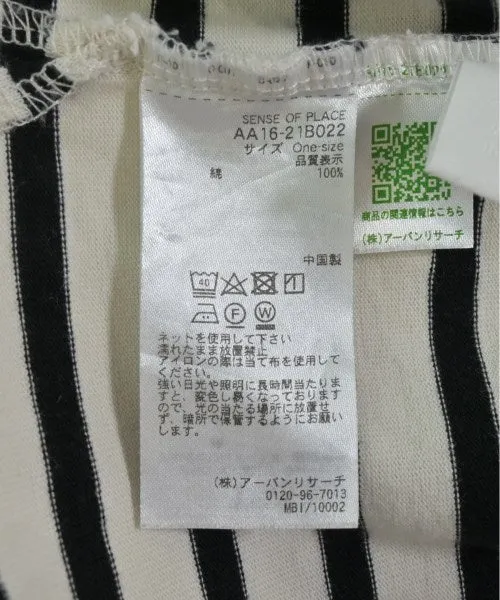 SENSE OF PLACE
AA16-21B022
サイズ One-size
品質表示
綿 100%
中国製
40
F W
ネットを使用して下さい
濡れたまま放置禁止
アイロンの際は当て布を使用して
ください。
強い日光や照明に長時間当たりま
すと、変色し易くなっております
ので、光の当たる場所に放置せ
ず、暗所で保管するようにお願い
します。
(株)アーバンリサーチ
0120-96-7013
MBI/10002
商品の関連情報はこちら
(株)アーバンリサーチ